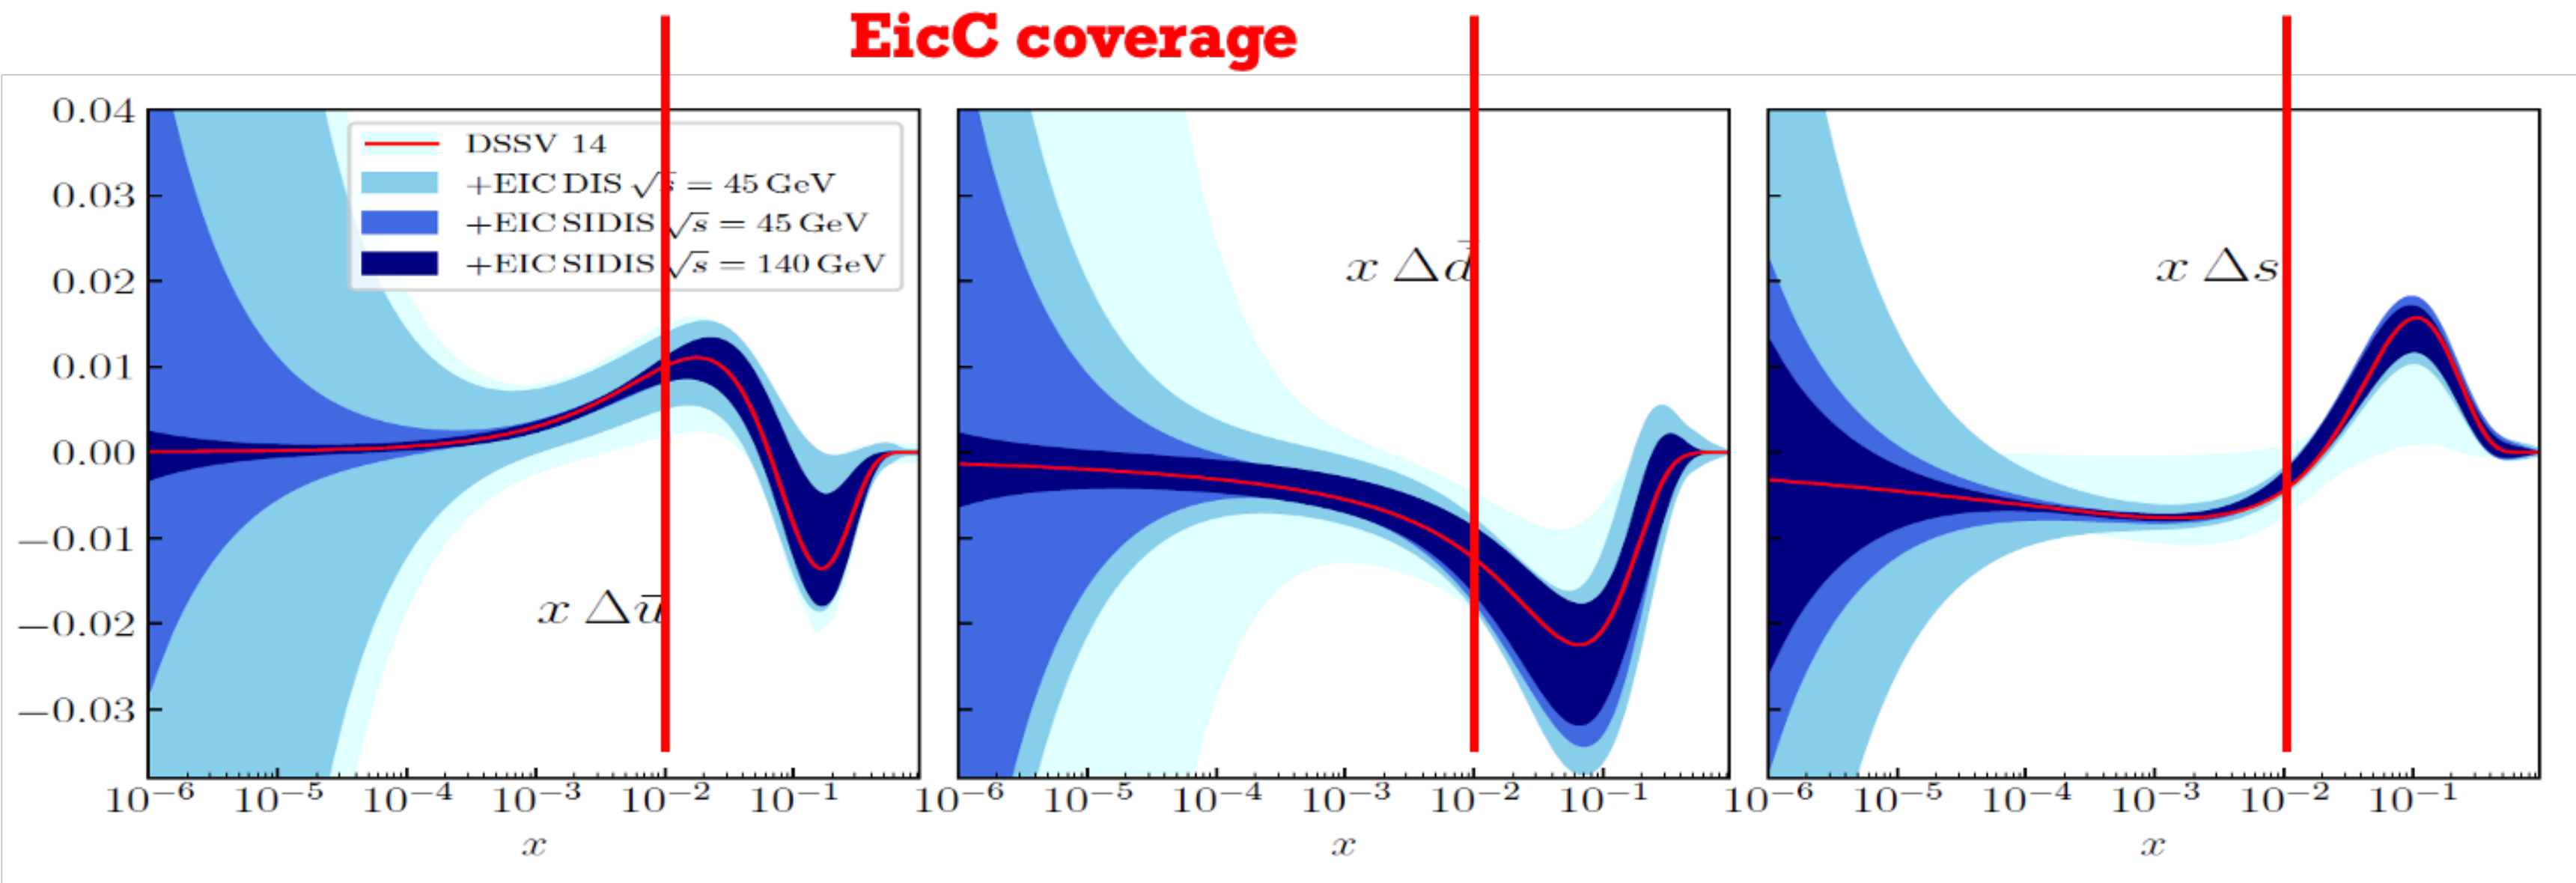 EicC coverage
0.04
0.03
0.02
0.01
0.00
−0.01
−0.02
−0.03
DSSV 14
+EIC DIS √s = 45 GeV
+EIC SIDIS √s = 45 GeV
+EIC SIDIS √s = 140 GeV
x Δū
x Δd̄
x Δs
10⁻⁶ 10⁻⁵ 10⁻⁴ 10⁻³ 10⁻² 10⁻¹ 10⁻⁶ 10⁻⁵ 10⁻⁴ 10⁻³ 10⁻² 10⁻¹ 10⁻⁶ 10⁻⁵ 10⁻⁴ 10⁻³ 10⁻² 10⁻¹
x x x